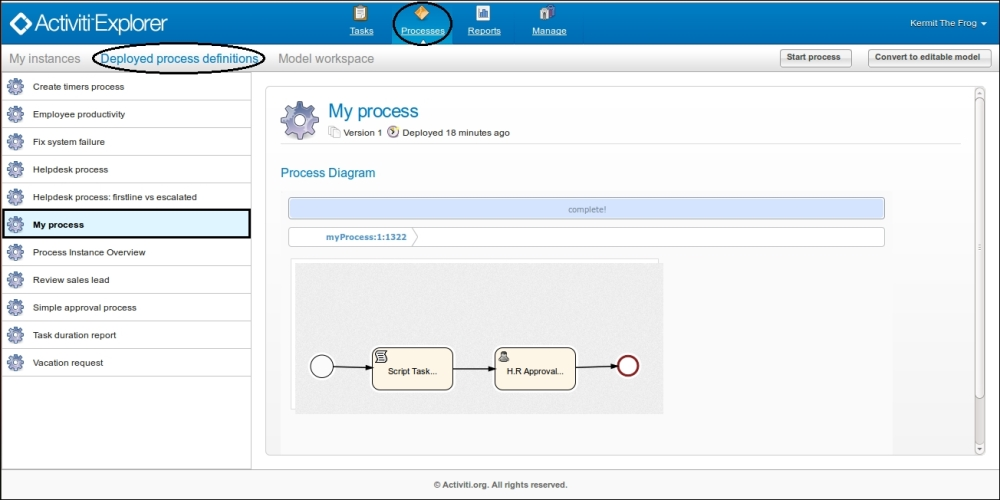 Activiti Explorer
Tasks
Processes
Reports
Manage
Kermit The Frog
My instances
Deployed process definitions
Model workspace
Start process
Convert to editable model
Create timers process
Employee productivity
Fix system failure
Helpdesk process
Helpdesk process: firstline vs escalated
My process
Process Instance Overview
Review sales lead
Simple approval process
Task duration report
Vacation request
My process
Version 1
Deployed 18 minutes ago
Process Diagram
complete!
myProcess:1:1322
Script Task...
H.R Approval...
© Activiti.org. All rights reserved.